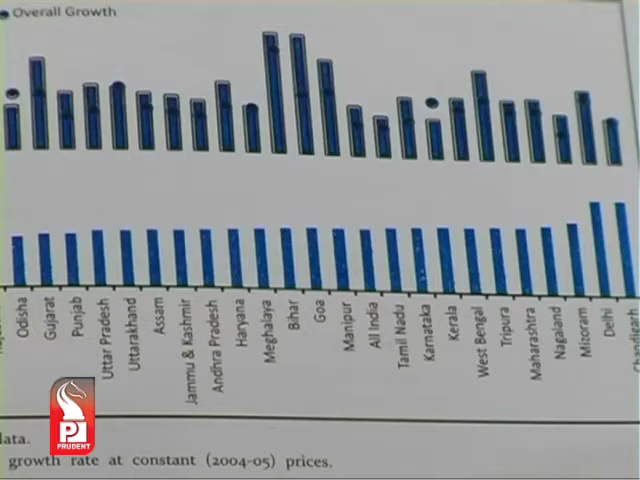 Overall Growth
Odisha
Gujarat
Punjab
Uttar Pradesh
Uttarakhand
Assam
Jammu & Kashmir
Andhra Pradesh
Haryana
Meghalaya
Bihar
Goa
Manipur
All India
Tamil Nadu
Karnataka
Kerala
West Bengal
Tripura
Maharashtra
Nagaland
Mizoram
Delhi
data.
growth rate at constant (2004-05) prices.
PRUDENT